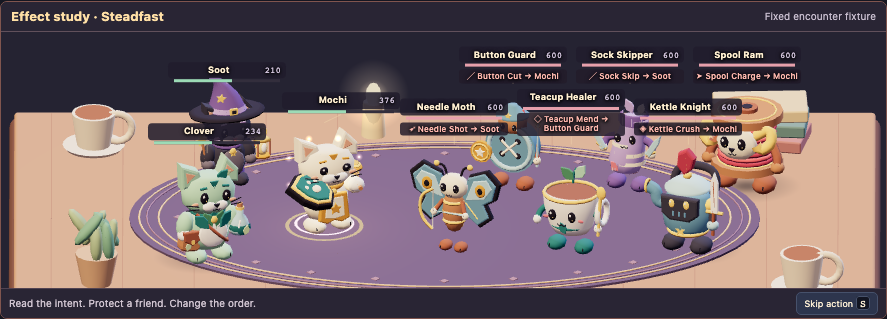 Effect study · Steadfast
Fixed encounter fixture
Button Guard 600
Button Cut → Mochi
Sock Skipper 600
Sock Skip → Soot
Spool Ram 600
Spool Charge → Mochi
Soot 210
Mochi 376
Needle Moth 600
Needle Shot → Soot
Teacup Healer 600
Teacup Mend →
Button Guard
Kettle Knight 600
Kettle Crush → Mochi
Clover 234
Read the intent. Protect a friend. Change the order.
Skip action S